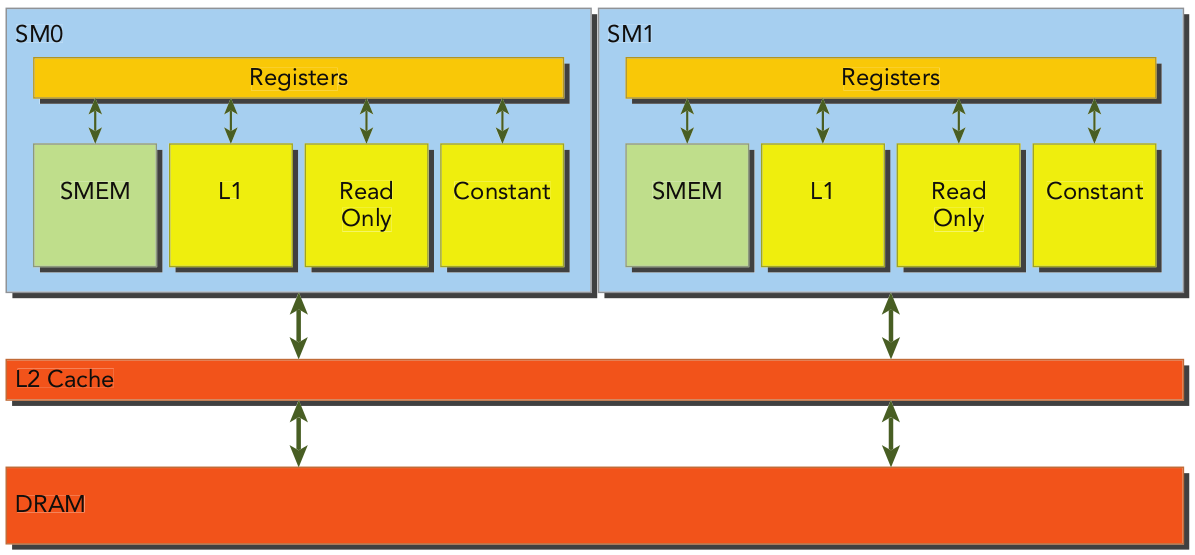 SM0
Registers
SMEM
L1
Read
Only
Constant
SM1
Registers
SMEM
L1
Read
Only
Constant
L2 Cache
DRAM